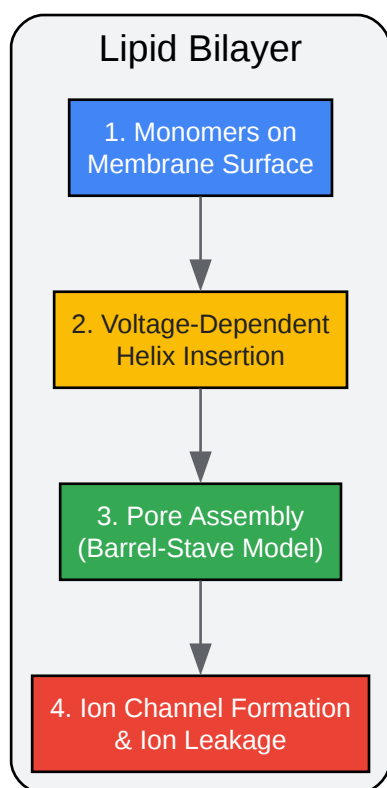 Lipid Bilayer
1. Monomers on
Membrane Surface
2. Voltage-Dependent
Helix Insertion
3. Pore Assembly
(Barrel-Stave Model)
4. Ion Channel Formation
& Ion Leakage